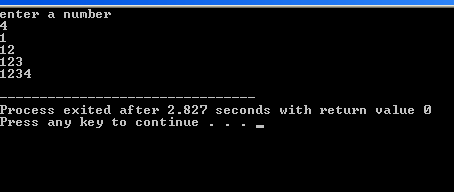 enter a number
4
1
12
123
1234
--------------------------------
Process exited after 2.827 seconds with return value 0
Press any key to continue . . . _